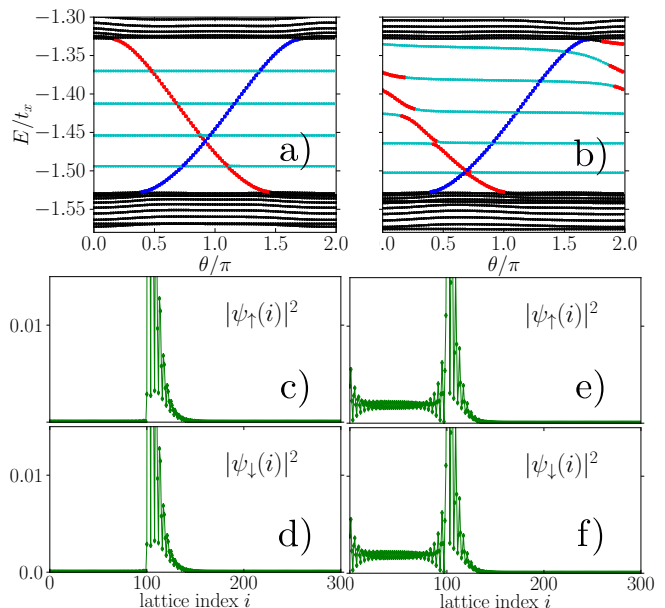 −1.30
−1.35
−1.40
−1.45
−1.50
−1.55
E/t_x
a)
b)
0.0 0.5 1.0 1.5 2.0 .0 0.5 1.0 1.5 2.0
θ/π θ/π
0.01
|ψ↑(i)|² |ψ↑(i)|²
c) e)
0.01
|ψ↓(i)|² |ψ↓(i)|²
d) f)
0.0
0 100 200 300 100 200 300
lattice index i lattice index i